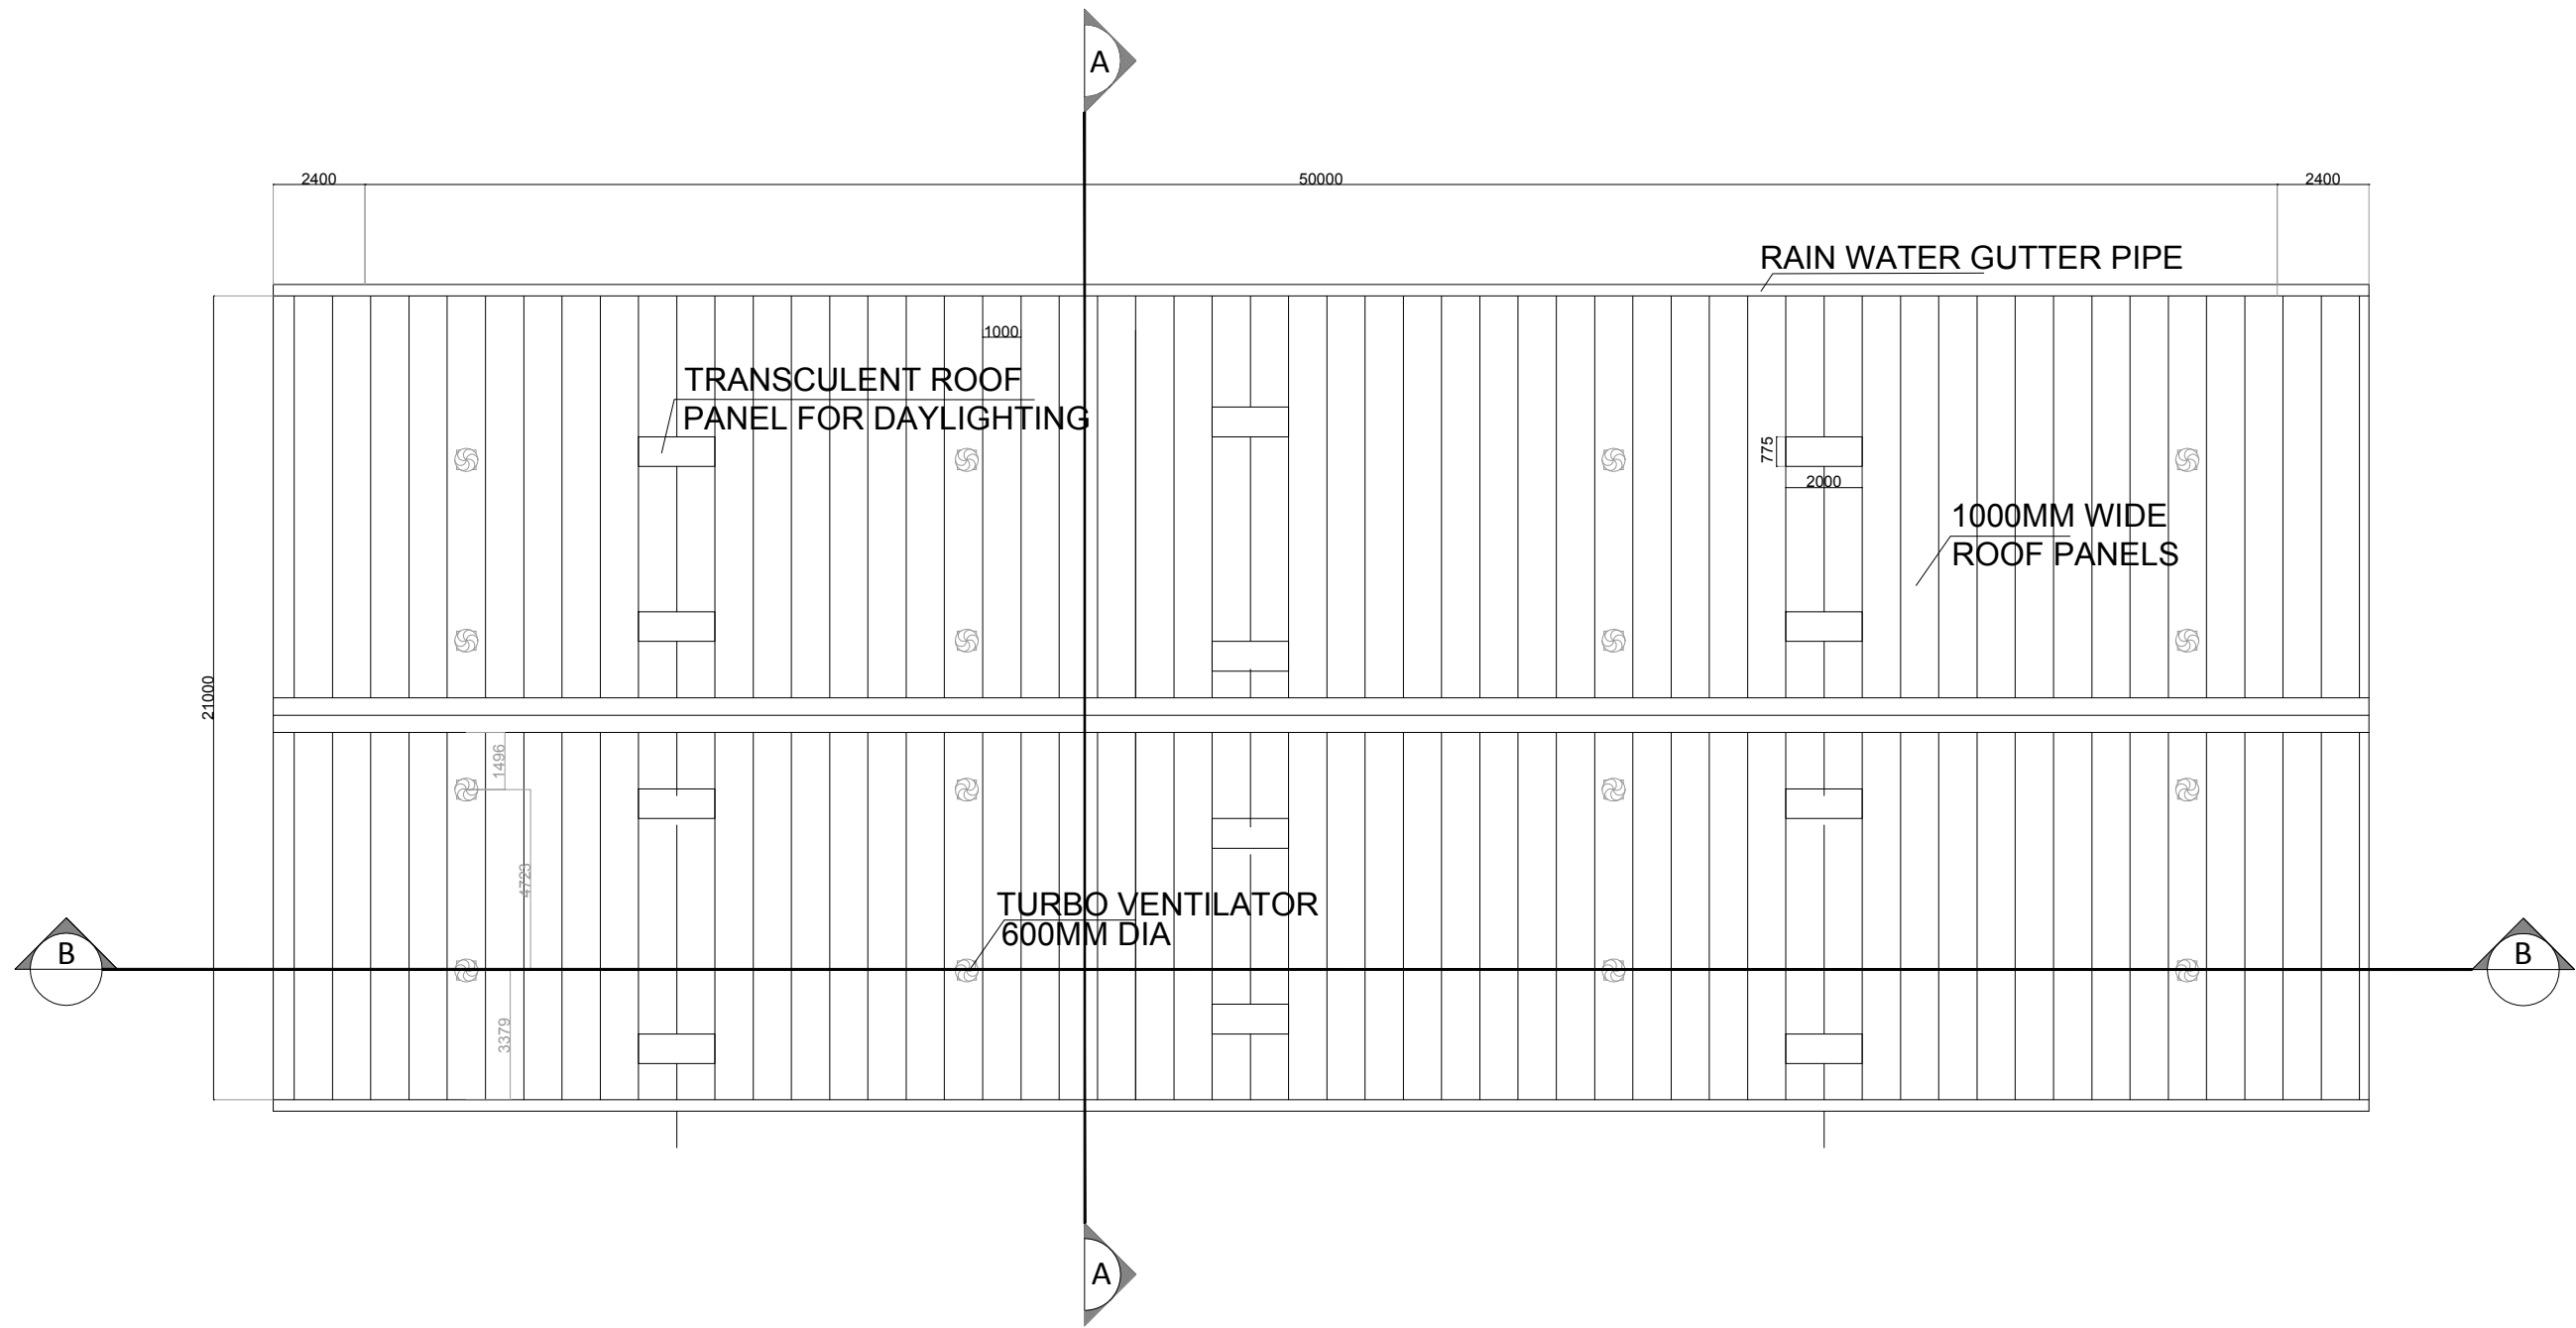 A
2400
50000
2400
RAIN WATER GUTTER PIPE
1000
TRANSCULENT ROOF
PANEL FOR DAYLIGHTING
775
2000
1000MM WIDE
ROOF PANELS
21000
1496
4723
TURBO VENTILATOR
600MM DIA
B
B
3379
A